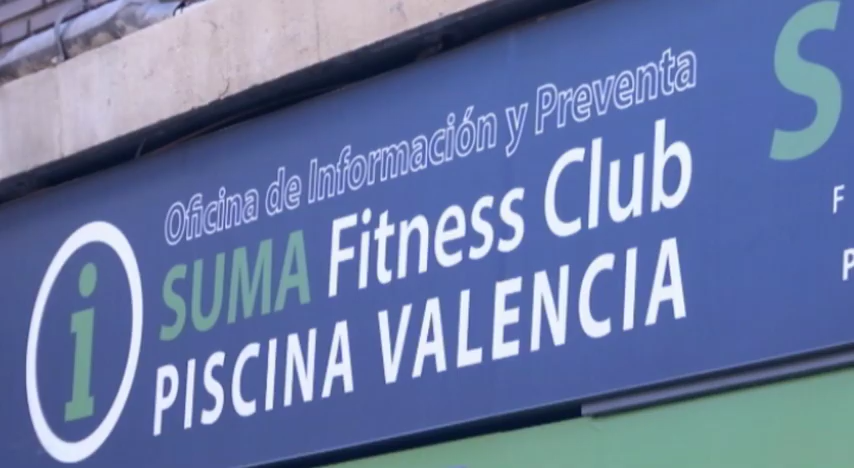 Oficina de Información y Preventa
SUMA Fitness Club
PISCINA VALENCIA
i
S
F
P